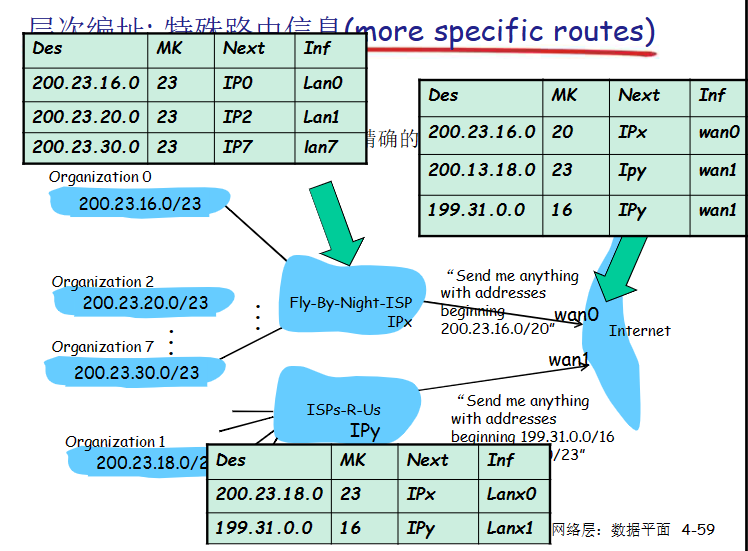 层次编址: 特殊路由信息(more specific routes)
Des MK Next Inf
200.23.16.0 23 IP0 Lan0
200.23.20.0 23 IP2 Lan1
200.23.30.0 23 IP7 lan7
精确的
Des MK Next Inf
200.23.16.0 20 IPx wan0
200.13.18.0 23 Ipy wan1
199.31.0.0 16 IPy wan1
Organization 0
200.23.16.0/23
Organization 2
200.23.20.0/23
Organization 7
200.23.30.0/23
Organization 1
200.23.18.0/2
Fly-By-Night-ISP
IPx
ISPs-R-Us
IPy
“Send me anything
with addresses
beginning
200.23.16.0/20”
wan0
Internet
wan1
“Send me anything
with addresses
beginning 199.31.0.0/16
/23”
Des MK Next Inf
200.23.18.0 23 IPx Lanx0
199.31.0.0 16 IPy Lanx1
网络层：数据平面 4-59